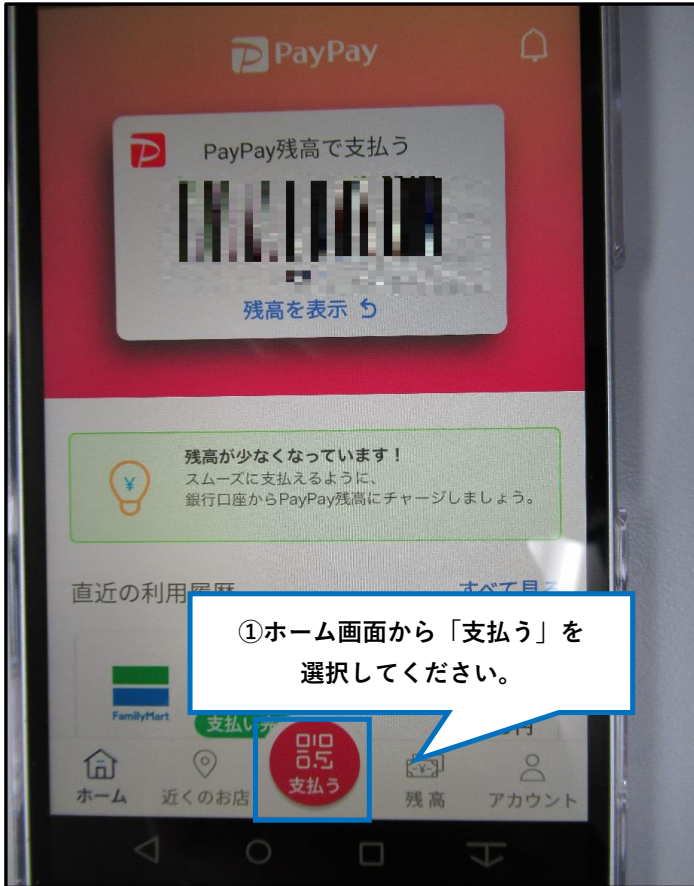 PayPay
PayPay残高で支払う
残高を表示
残高が少なくなっています！
スムーズに支払えるように、
銀行口座からPayPay残高にチャージしましょう。
直近の利用履歴
すべて見る
①ホーム画面から「支払う」を
選択してください。
FamilyMart
支払い
円
ホーム
近くのお店
支払う
残高
アカウント